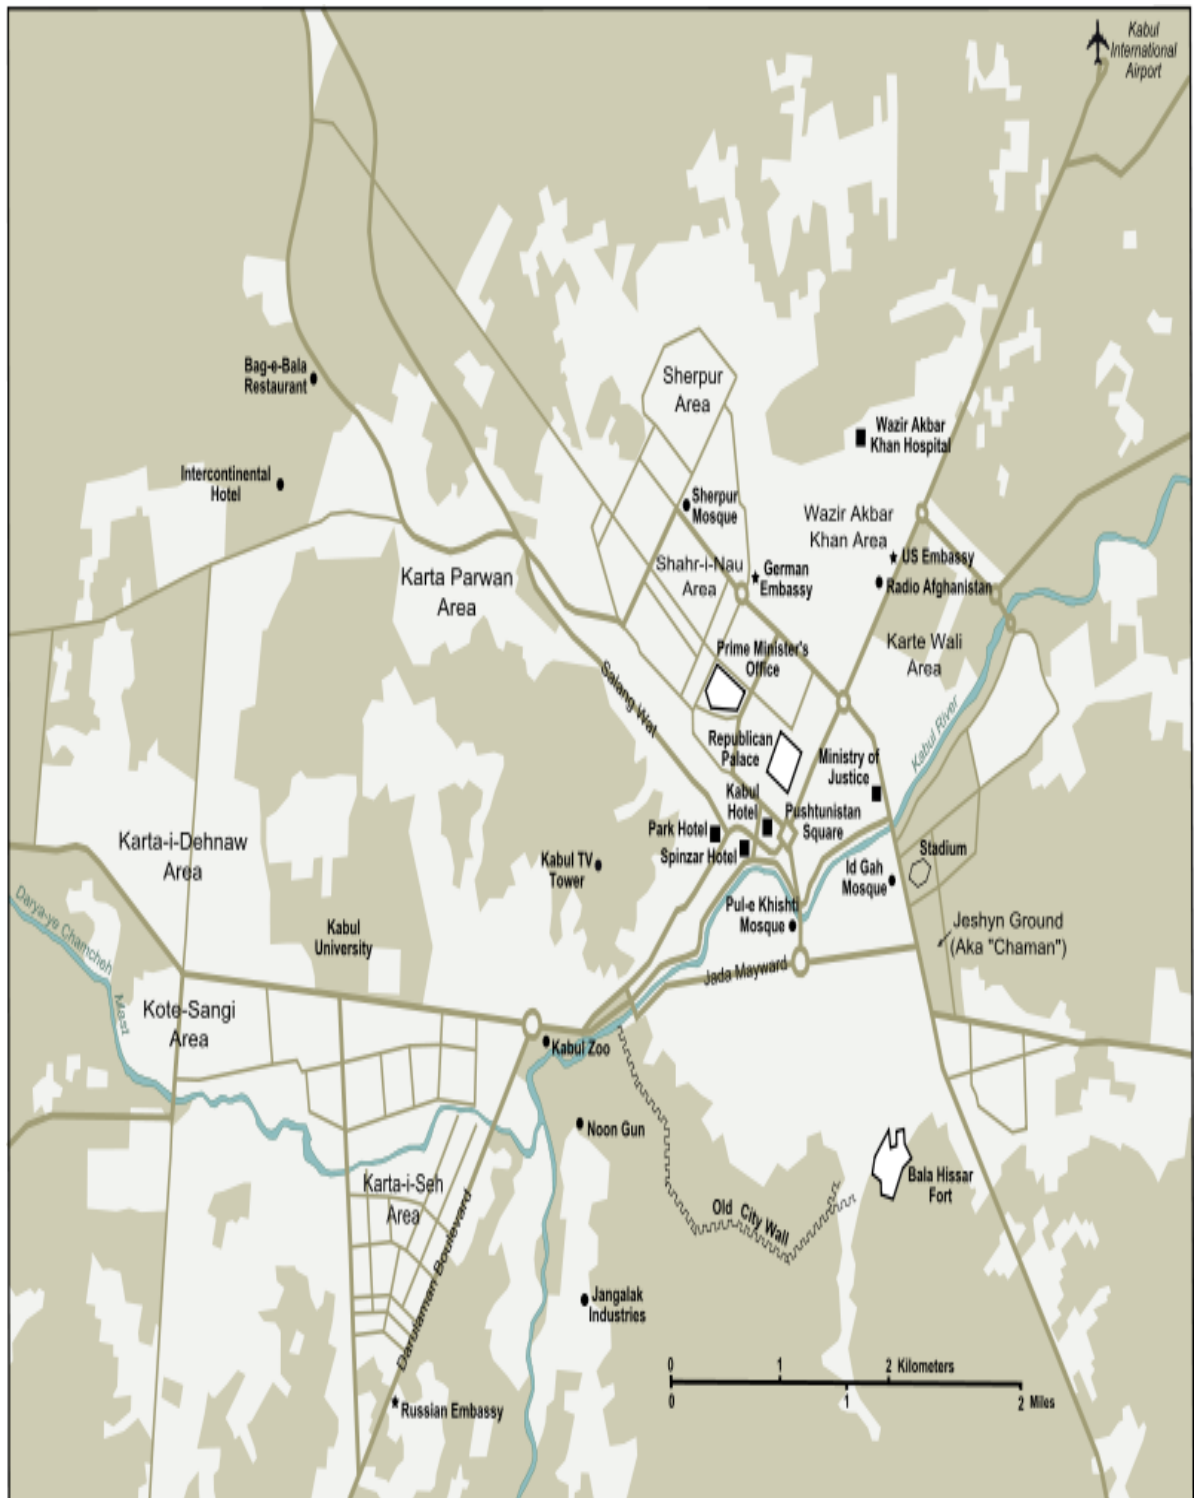 Kabul
International
Airport
Bag-e-Bala
Restaurant
Sherpur
Area
Wazir Akbar
Khan Hospital
Intercontinental
Hotel
Sherpur
Mosque
Wazir Akbar
Khan Area
US Embassy
Karta Parwan
Area
Shahr-i-Nau
Area
German
Embassy
Radio Afghanistan
Karte Wali
Area
Prime Minister's
Office
Salang Wat
Kabul River
Republican
Palace
Ministry of
Justice
Kabul
Hotel
Pushtunistan
Square
Park Hotel
Spinzar Hotel
Karta-i-Dehnaw
Area
Kabul TV
Tower
Stadium
Id Gah
Mosque
Darya-ye Chamcheh
Mast
Kabul
University
Pul-e Khishti
Mosque
Jeshyn Ground
(Aka "Chaman")
Jada Mayward
Kote-Sangi
Area
Kabul Zoo
Noon Gun
Karta-i-Seh
Area
Bala Hissar
Fort
Old City Wall
Darulaman Boulevard
Jangalak
Industries
0 1 2 Kilometers
0 1 2 Miles
Russian Embassy